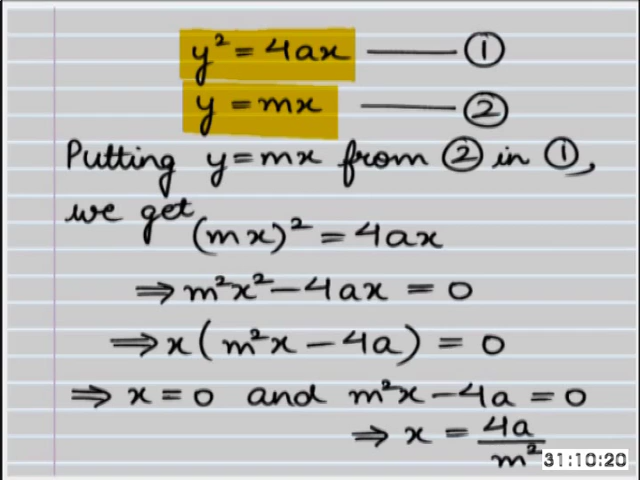 y² = 4ax —— ①
y = mx —— ②
Putting y = mx from ② in ①,
we get
(mx)² = 4ax
⇒ m²x² − 4ax = 0
⇒ x(m²x − 4a) = 0
⇒ x = 0 and m²x − 4a = 0
⇒ x = 4a/m²
31:10:20